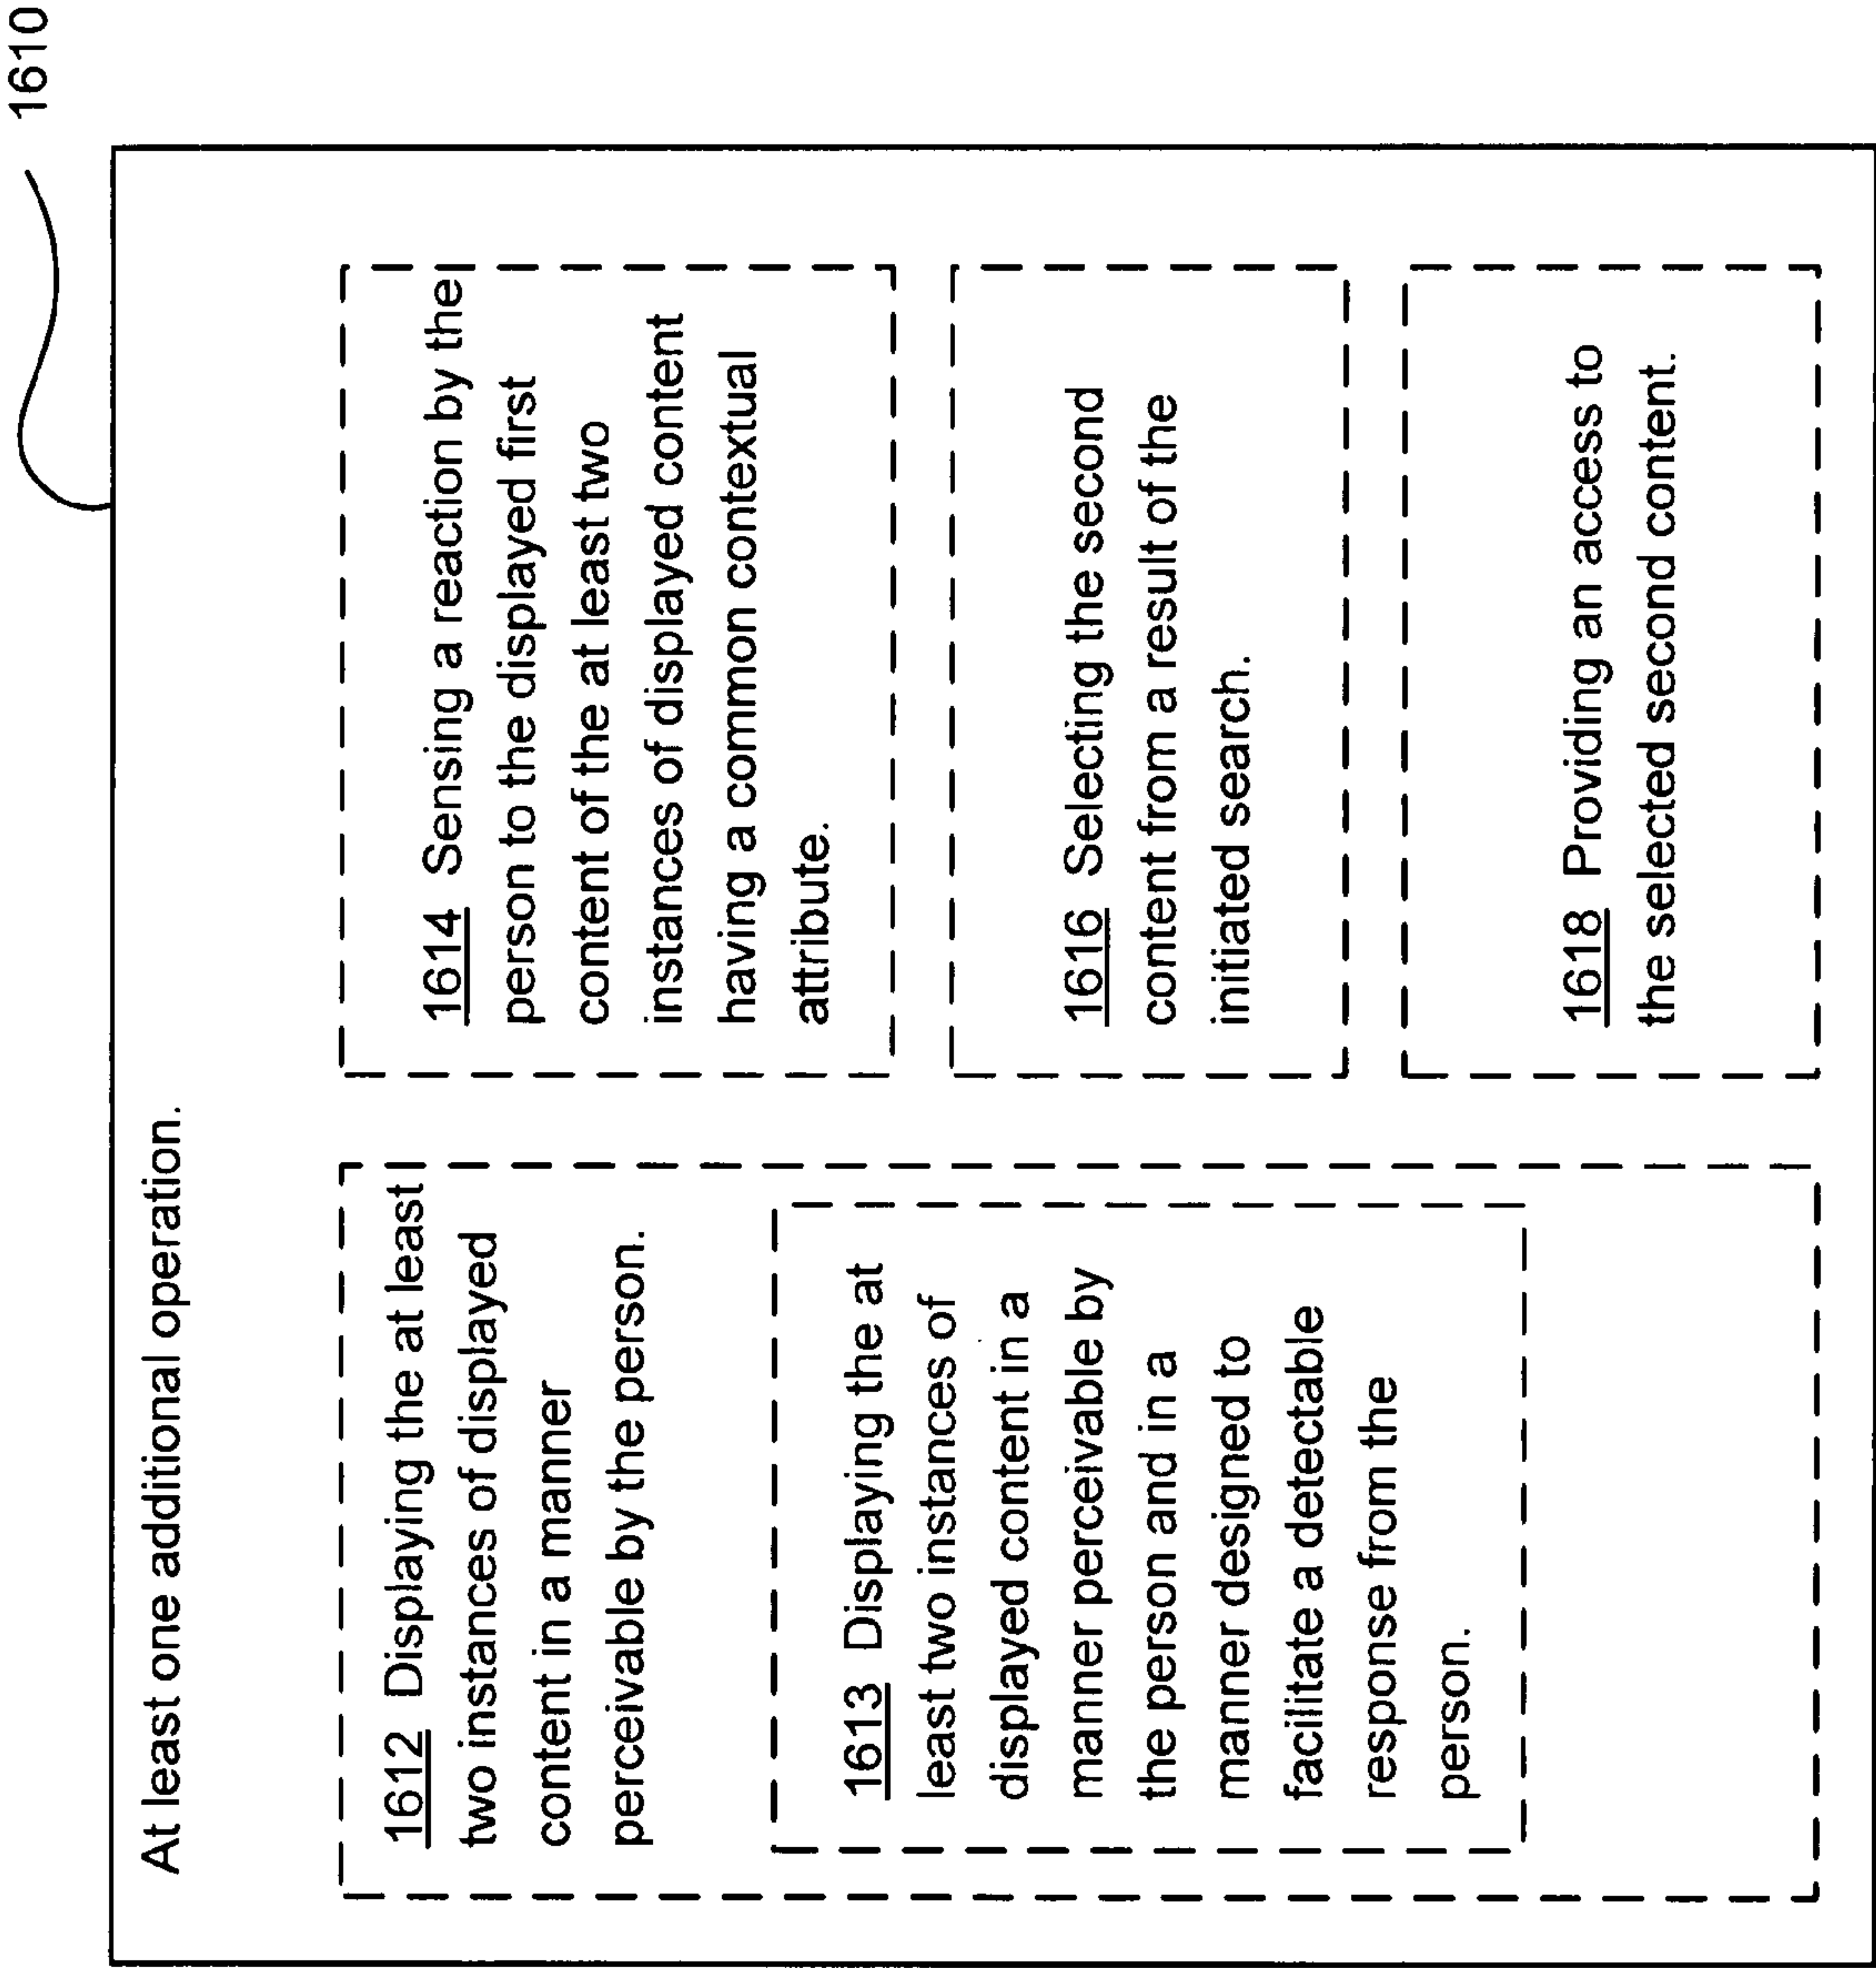 1610
At least one additional operation.
1612 Displaying the at least
two instances of displayed
content in a manner
perceivable by the person.
1613 Displaying the at
least two instances of
displayed content in a
manner perceivable by
the person and in a
manner designed to
facilitate a detectable
response from the
person.
1614 Sensing a reaction by the
person to the displayed first
content of the at least two
instances of displayed content
having a common contextual
attribute.
1616 Selecting the second
content from a result of the
initiated search.
1618 Providing an access to
the selected second content.